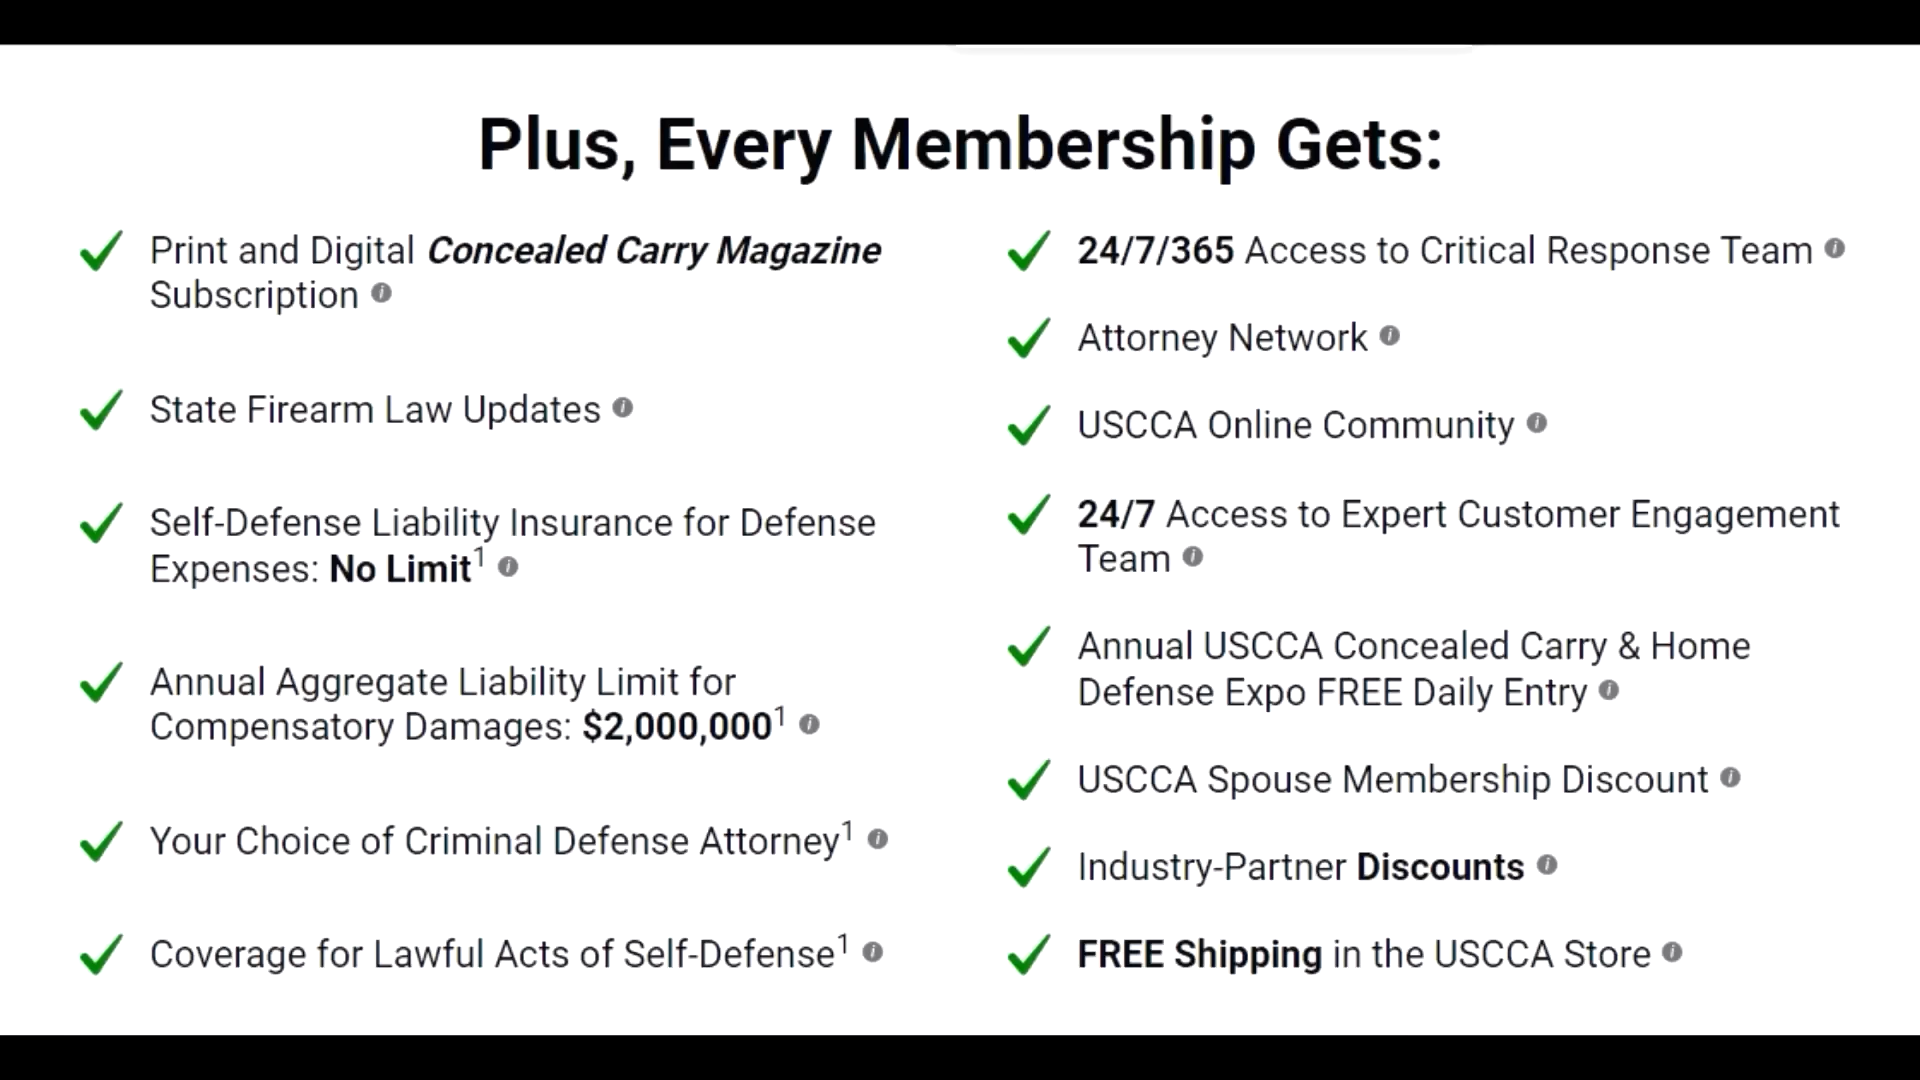 Plus, Every Membership Gets:
Print and Digital Concealed Carry Magazine
Subscription
State Firearm Law Updates
Self-Defense Liability Insurance for Defense
Expenses: No Limit1
Annual Aggregate Liability Limit for
Compensatory Damages: $2,000,0001
Your Choice of Criminal Defense Attorney1
Coverage for Lawful Acts of Self-Defense1
24/7/365 Access to Critical Response Team
Attorney Network
USCCA Online Community
24/7 Access to Expert Customer Engagement
Team
Annual USCCA Concealed Carry & Home
Defense Expo FREE Daily Entry
USCCA Spouse Membership Discount
Industry-Partner Discounts
FREE Shipping in the USCCA Store